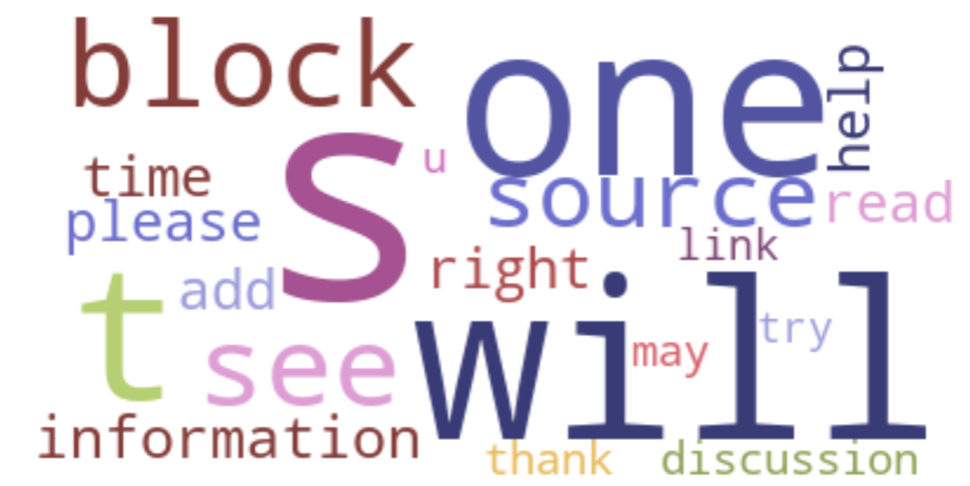 block
one
help
time
s
u
source
read
please
link
right
add
t
will
try
may
see
information
thank
discussion